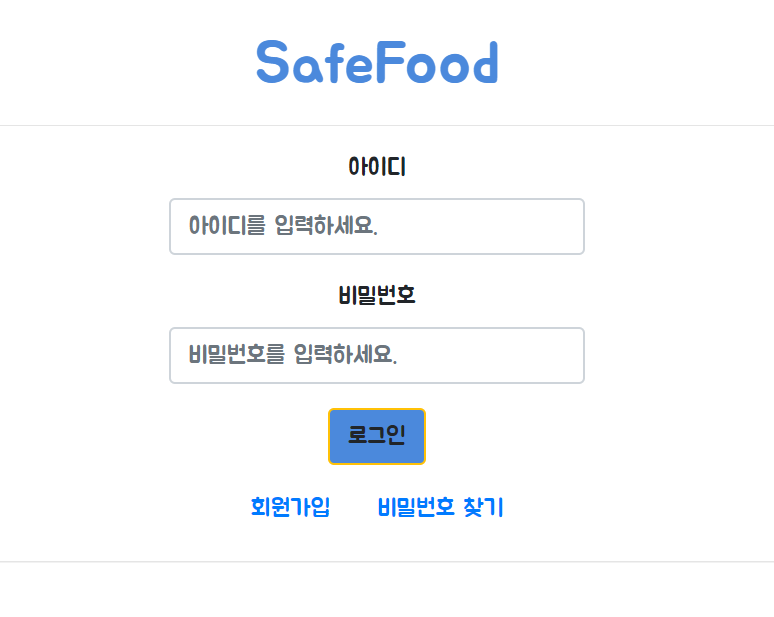 SafeFood
아이디
아이디를 입력하세요.
비밀번호
비밀번호를 입력하세요.
로그인
회원가입 비밀번호 찾기